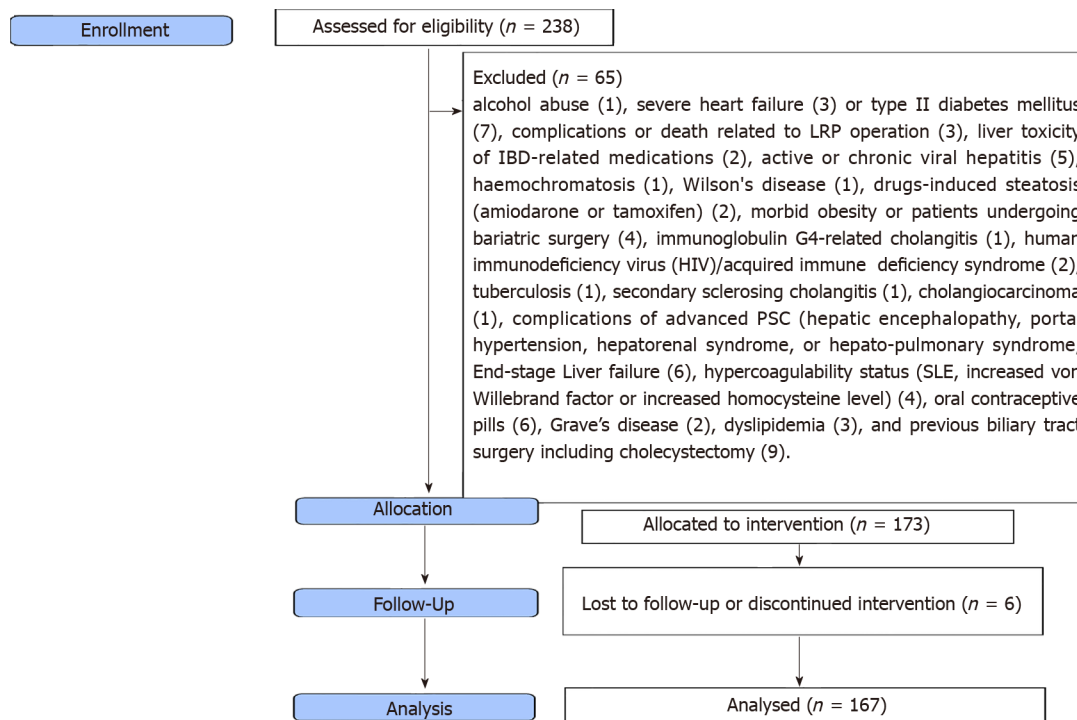 Enrollment
Assessed for eligibility (n = 238)
Excluded (n = 65)
alcohol abuse (1), severe heart failure (3) or type II diabetes mellitus
(7), complications or death related to LRP operation (3), liver toxicity
of IBD-related medications (2), active or chronic viral hepatitis (5),
haemochromatosis (1), Wilson's disease (1), drugs-induced steatosis
(amiodarone or tamoxifen) (2), morbid obesity or patients undergoing
bariatric surgery (4), immunoglobulin G4-related cholangitis (1), human
immunodeficiency virus (HIV)/acquired immune deficiency syndrome (2),
tuberculosis (1), secondary sclerosing cholangitis (1), cholangiocarcinoma
(1), complications of advanced PSC (hepatic encephalopathy, portal
hypertension, hepatorenal syndrome, or hepato-pulmonary syndrome,
End-stage Liver failure (6), hypercoagulability status (SLE, increased von
Willebrand factor or increased homocysteine level) (4), oral contraceptive
pills (6), Grave's disease (2), dyslipidemia (3), and previous biliary tract
surgery including cholecystectomy (9).
Allocation
Allocated to intervention (n = 173)
Follow-Up
Lost to follow-up or discontinued intervention (n = 6)
Analysis
Analysed (n = 167)